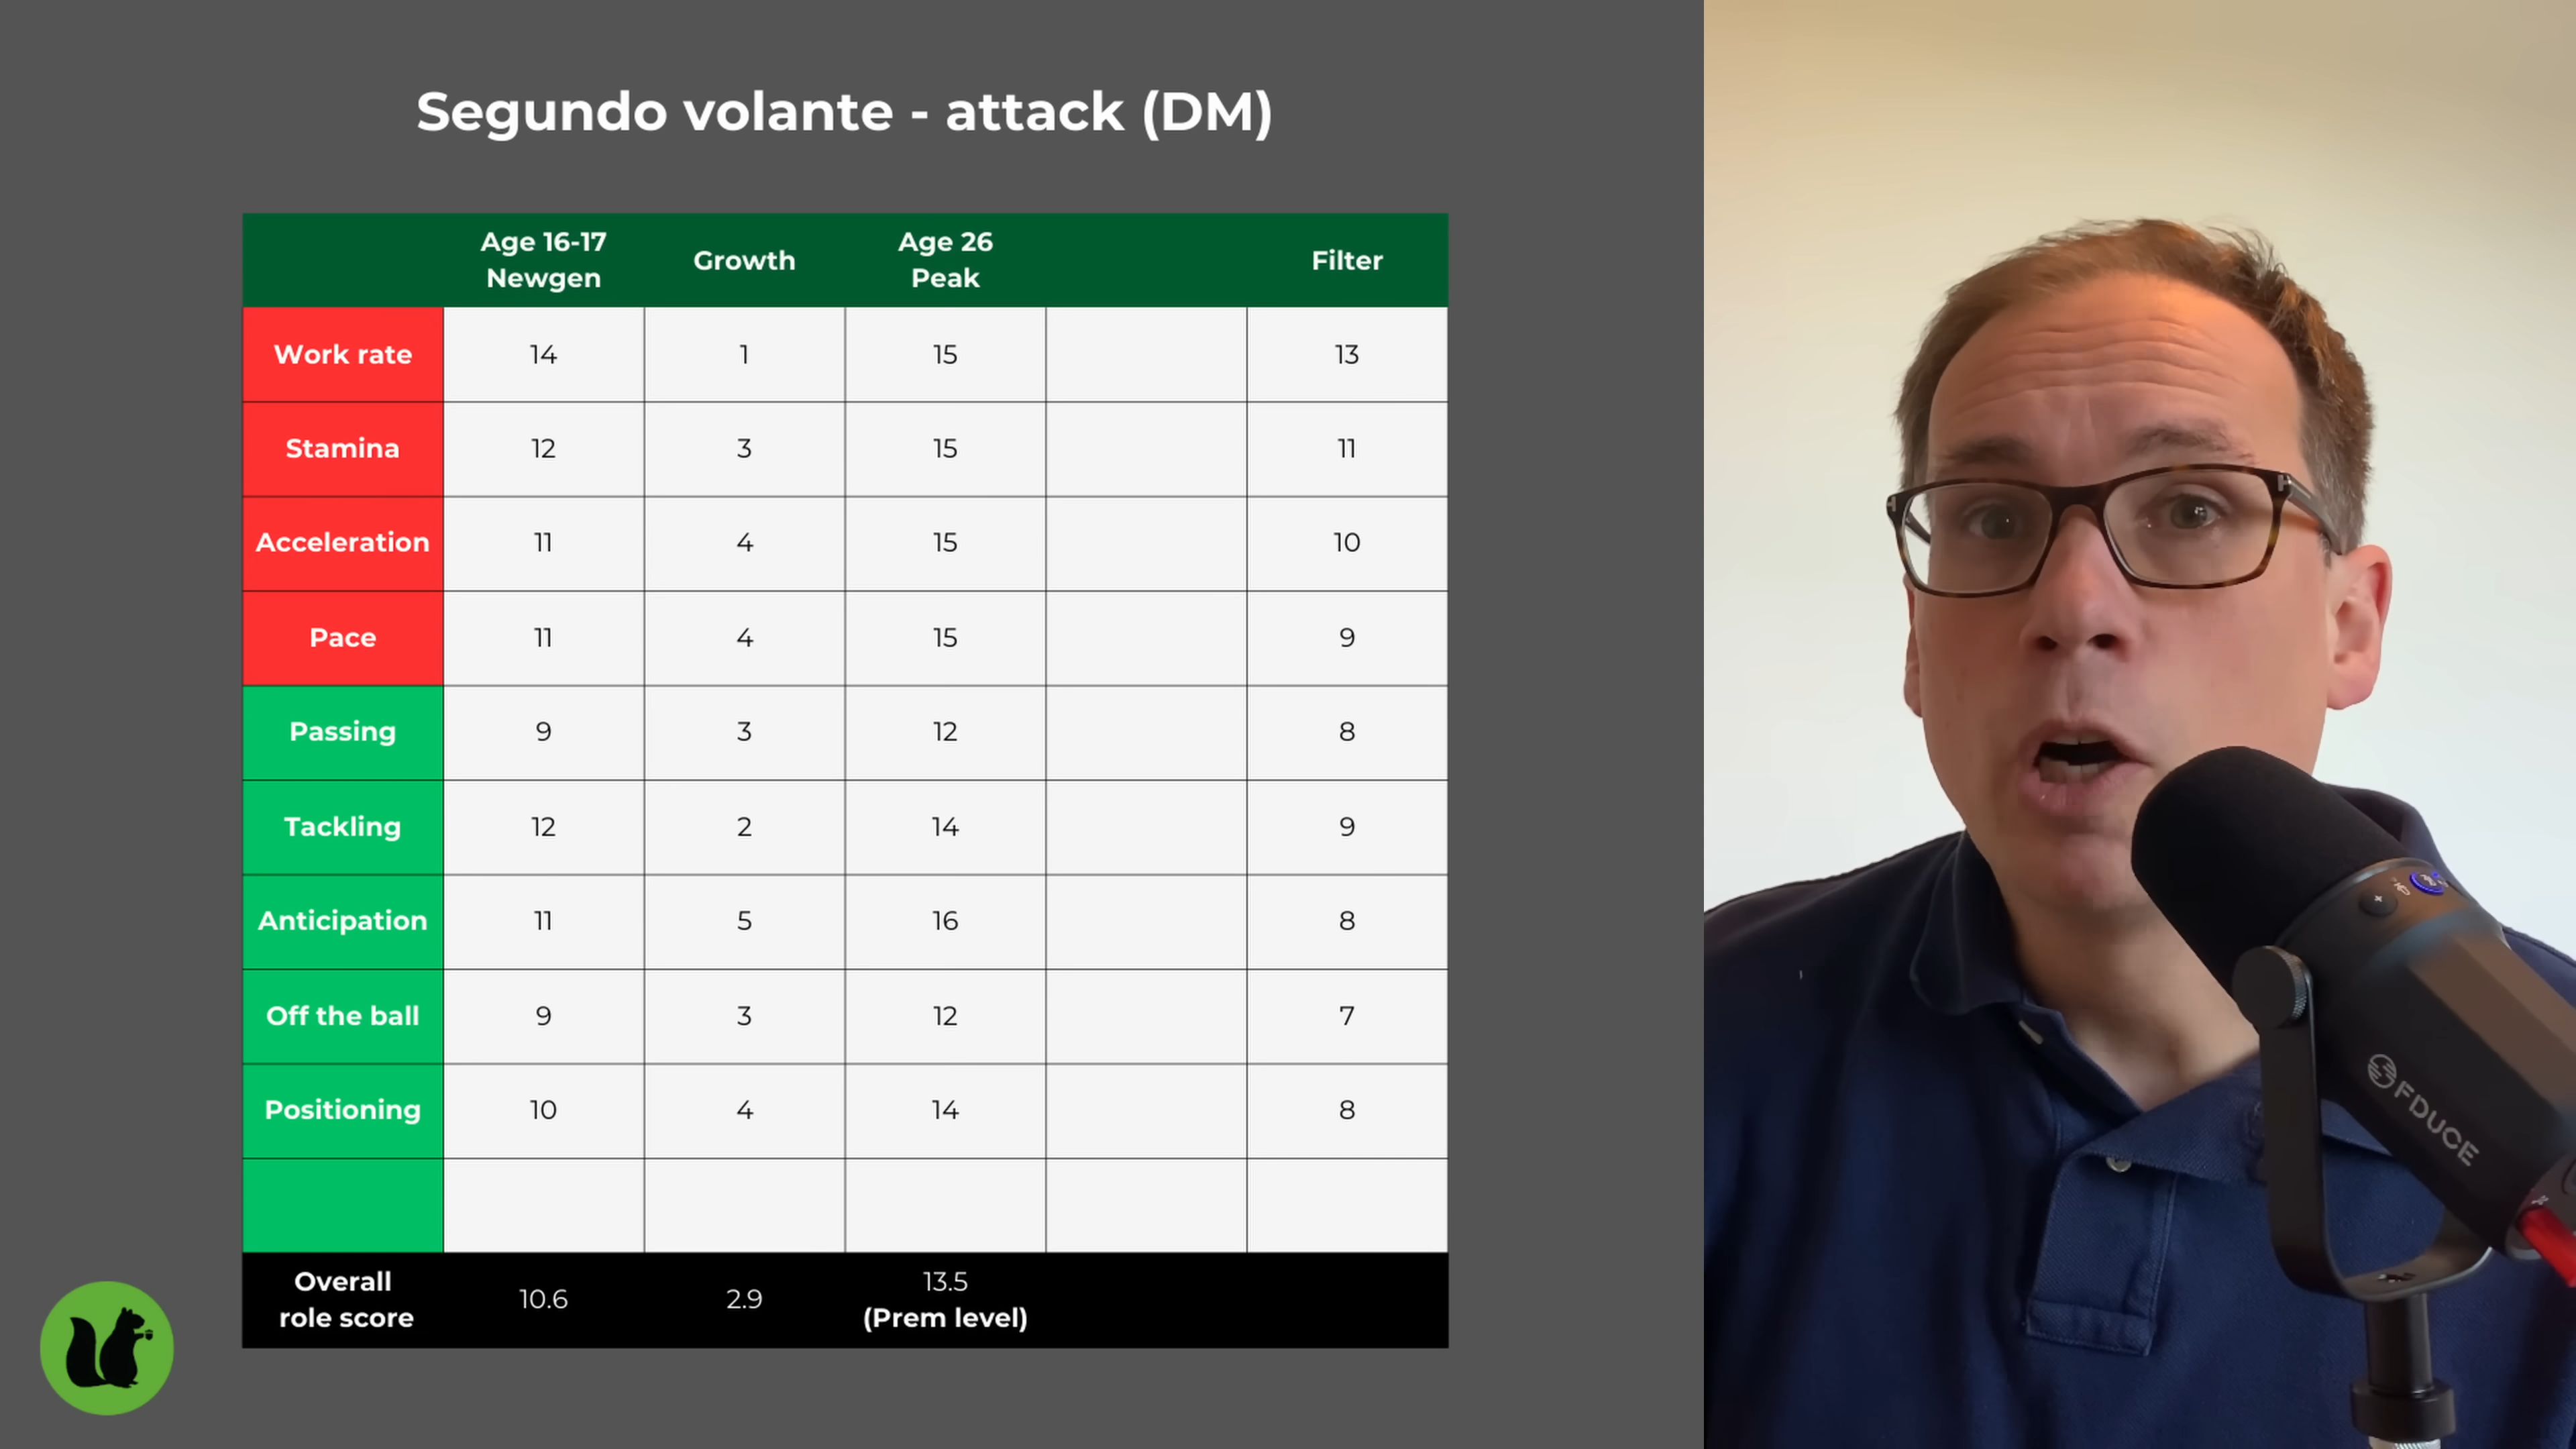 Segundo volante - attack (DM)
Age 16-17 Newgen Growth Age 26 Peak Filter
Work rate 14 1 15 13
Stamina 12 3 15 11
Acceleration 11 4 15 10
Pace 11 4 15 9
Passing 9 3 12 8
Tackling 12 2 14 9
Anticipation 11 5 16 8
Off the ball 9 3 12 7
Positioning 10 4 14 8
Overall role score 10.6 2.9 13.5 (Prem level)
FDUCE